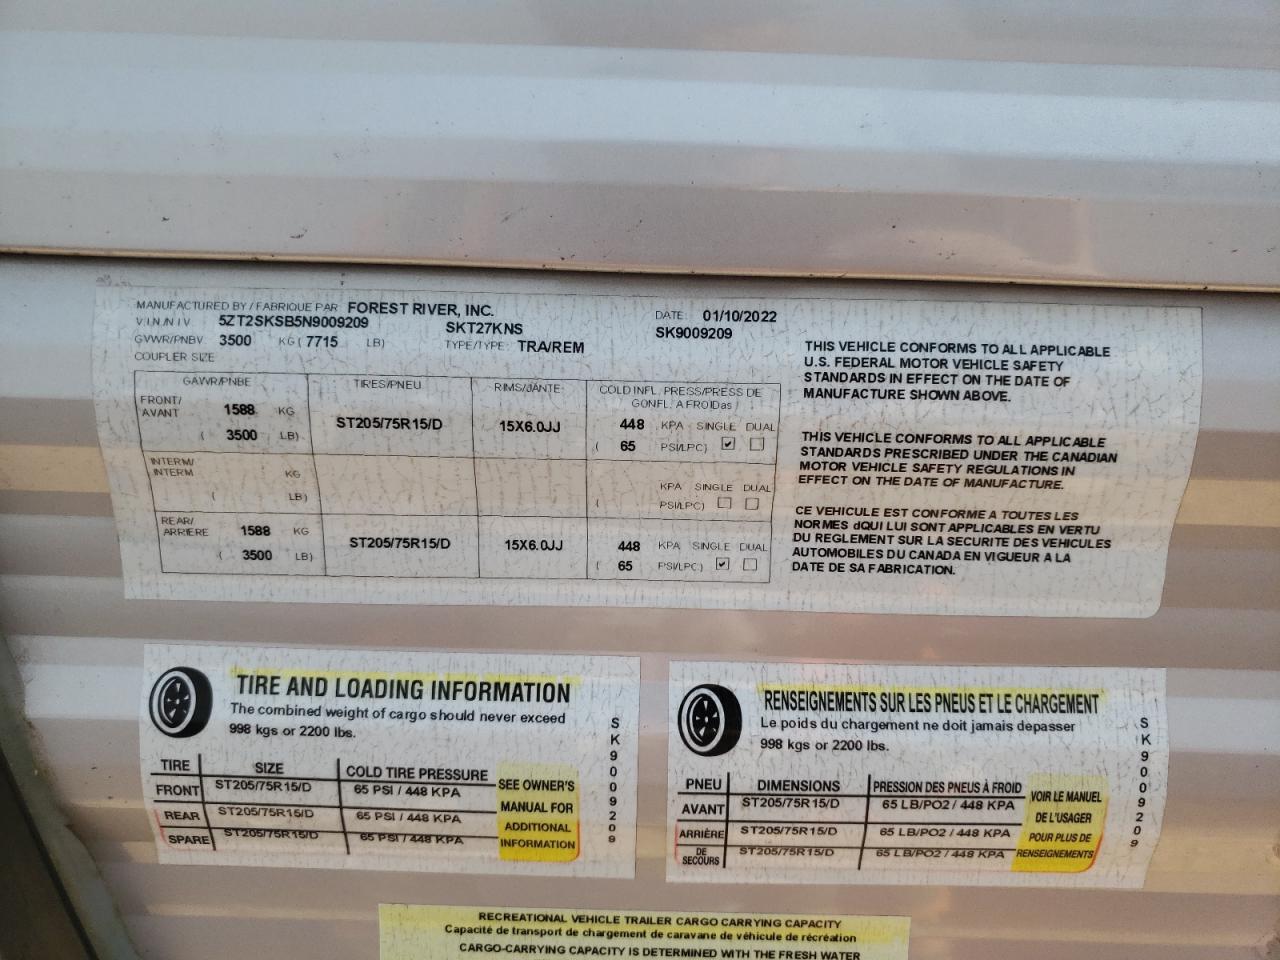 MANUFACTURED BY / FABRIQUE PAR FOREST RIVER, INC.
V.I.N./N I V 5ZT2SKSB5N9009209
SKT27KNS
DATE 01/10/2022
SK9009209
GVWR/PNBV 3500 KG ( 7715 LB)
TYPE/TYPE: TRA/REM
COUPLER SIZE
GAWR/PNBE TIRES/PNEU RIMS/JANTE COLD INFL. PRESS/PRESS DE GONFL. A FROIDas )
FRONT/ AVANT 1588 KG ST205/75R15/D 15X6.0JJ 448 KPA SINGLE DUAL
( 3500 LB) ( 65 PSI/LPC)
INTERM/ INTERM KG KPA SINGLE DUAL
( LB) ( PSI/LPC)
REAR/ ARRIERE 1588 KG ST205/75R15/D 15X6.0JJ 448 KPA SINGLE DUAL
( 3500 LB) ( 65 PSI/LPC)
THIS VEHICLE CONFORMS TO ALL APPLICABLE
U.S. FEDERAL MOTOR VEHICLE SAFETY
STANDARDS IN EFFECT ON THE DATE OF
MANUFACTURE SHOWN ABOVE.
THIS VEHICLE CONFORMS TO ALL APPLICABLE
STANDARDS PRESCRIBED UNDER THE CANADIAN
MOTOR VEHICLE SAFETY REGULATIONS IN
EFFECT ON THE DATE OF MANUFACTURE.
CE VEHICULE EST CONFORME A TOUTES LES
NORMES dQUI LUI SONT APPLICABLES EN VERTU
DU REGLEMENT SUR LA SECURITE DES VEHICULES
AUTOMOBILES DU CANADA EN VIGUEUR A LA
DATE DE SA FABRICATION.
TIRE AND LOADING INFORMATION
The combined weight of cargo should never exceed
998 kgs or 2200 lbs.
TIRE SIZE COLD TIRE PRESSURE
FRONT ST205/75R15/D 65 PSI / 448 KPA
REAR ST205/75R15/D 65 PSI / 448 KPA
SPARE ST205/75R15/D 65 PSI / 448 KPA
SEE OWNER'S
MANUAL FOR
ADDITIONAL
INFORMATION
SK9009209
RENSEIGNEMENTS SUR LES PNEUS ET LE CHARGEMENT
Le poids du chargement ne doit jamais depasser
998 kgs or 2200 lbs.
PNEU DIMENSIONS PRESSION DES PNEUS À FROID
AVANT ST205/75R15/D 65 LB/PO2 / 448 KPA
ARRIÈRE ST205/75R15/D 65 LB/PO2 / 448 KPA
DE SECOURS ST205/75R15/D 65 LB/PO2 / 448 KPA
VOIR LE MANUEL
DE L'USAGER
POUR PLUS DE
RENSEIGNEMENTS
SK9009209
RECREATIONAL VEHICLE TRAILER CARGO CARRYING CAPACITY
Capacité de transport de chargement de caravane de véhicule de récréation
CARGO-CARRYING CAPACITY IS DETERMINED WITH THE FRESH WATER